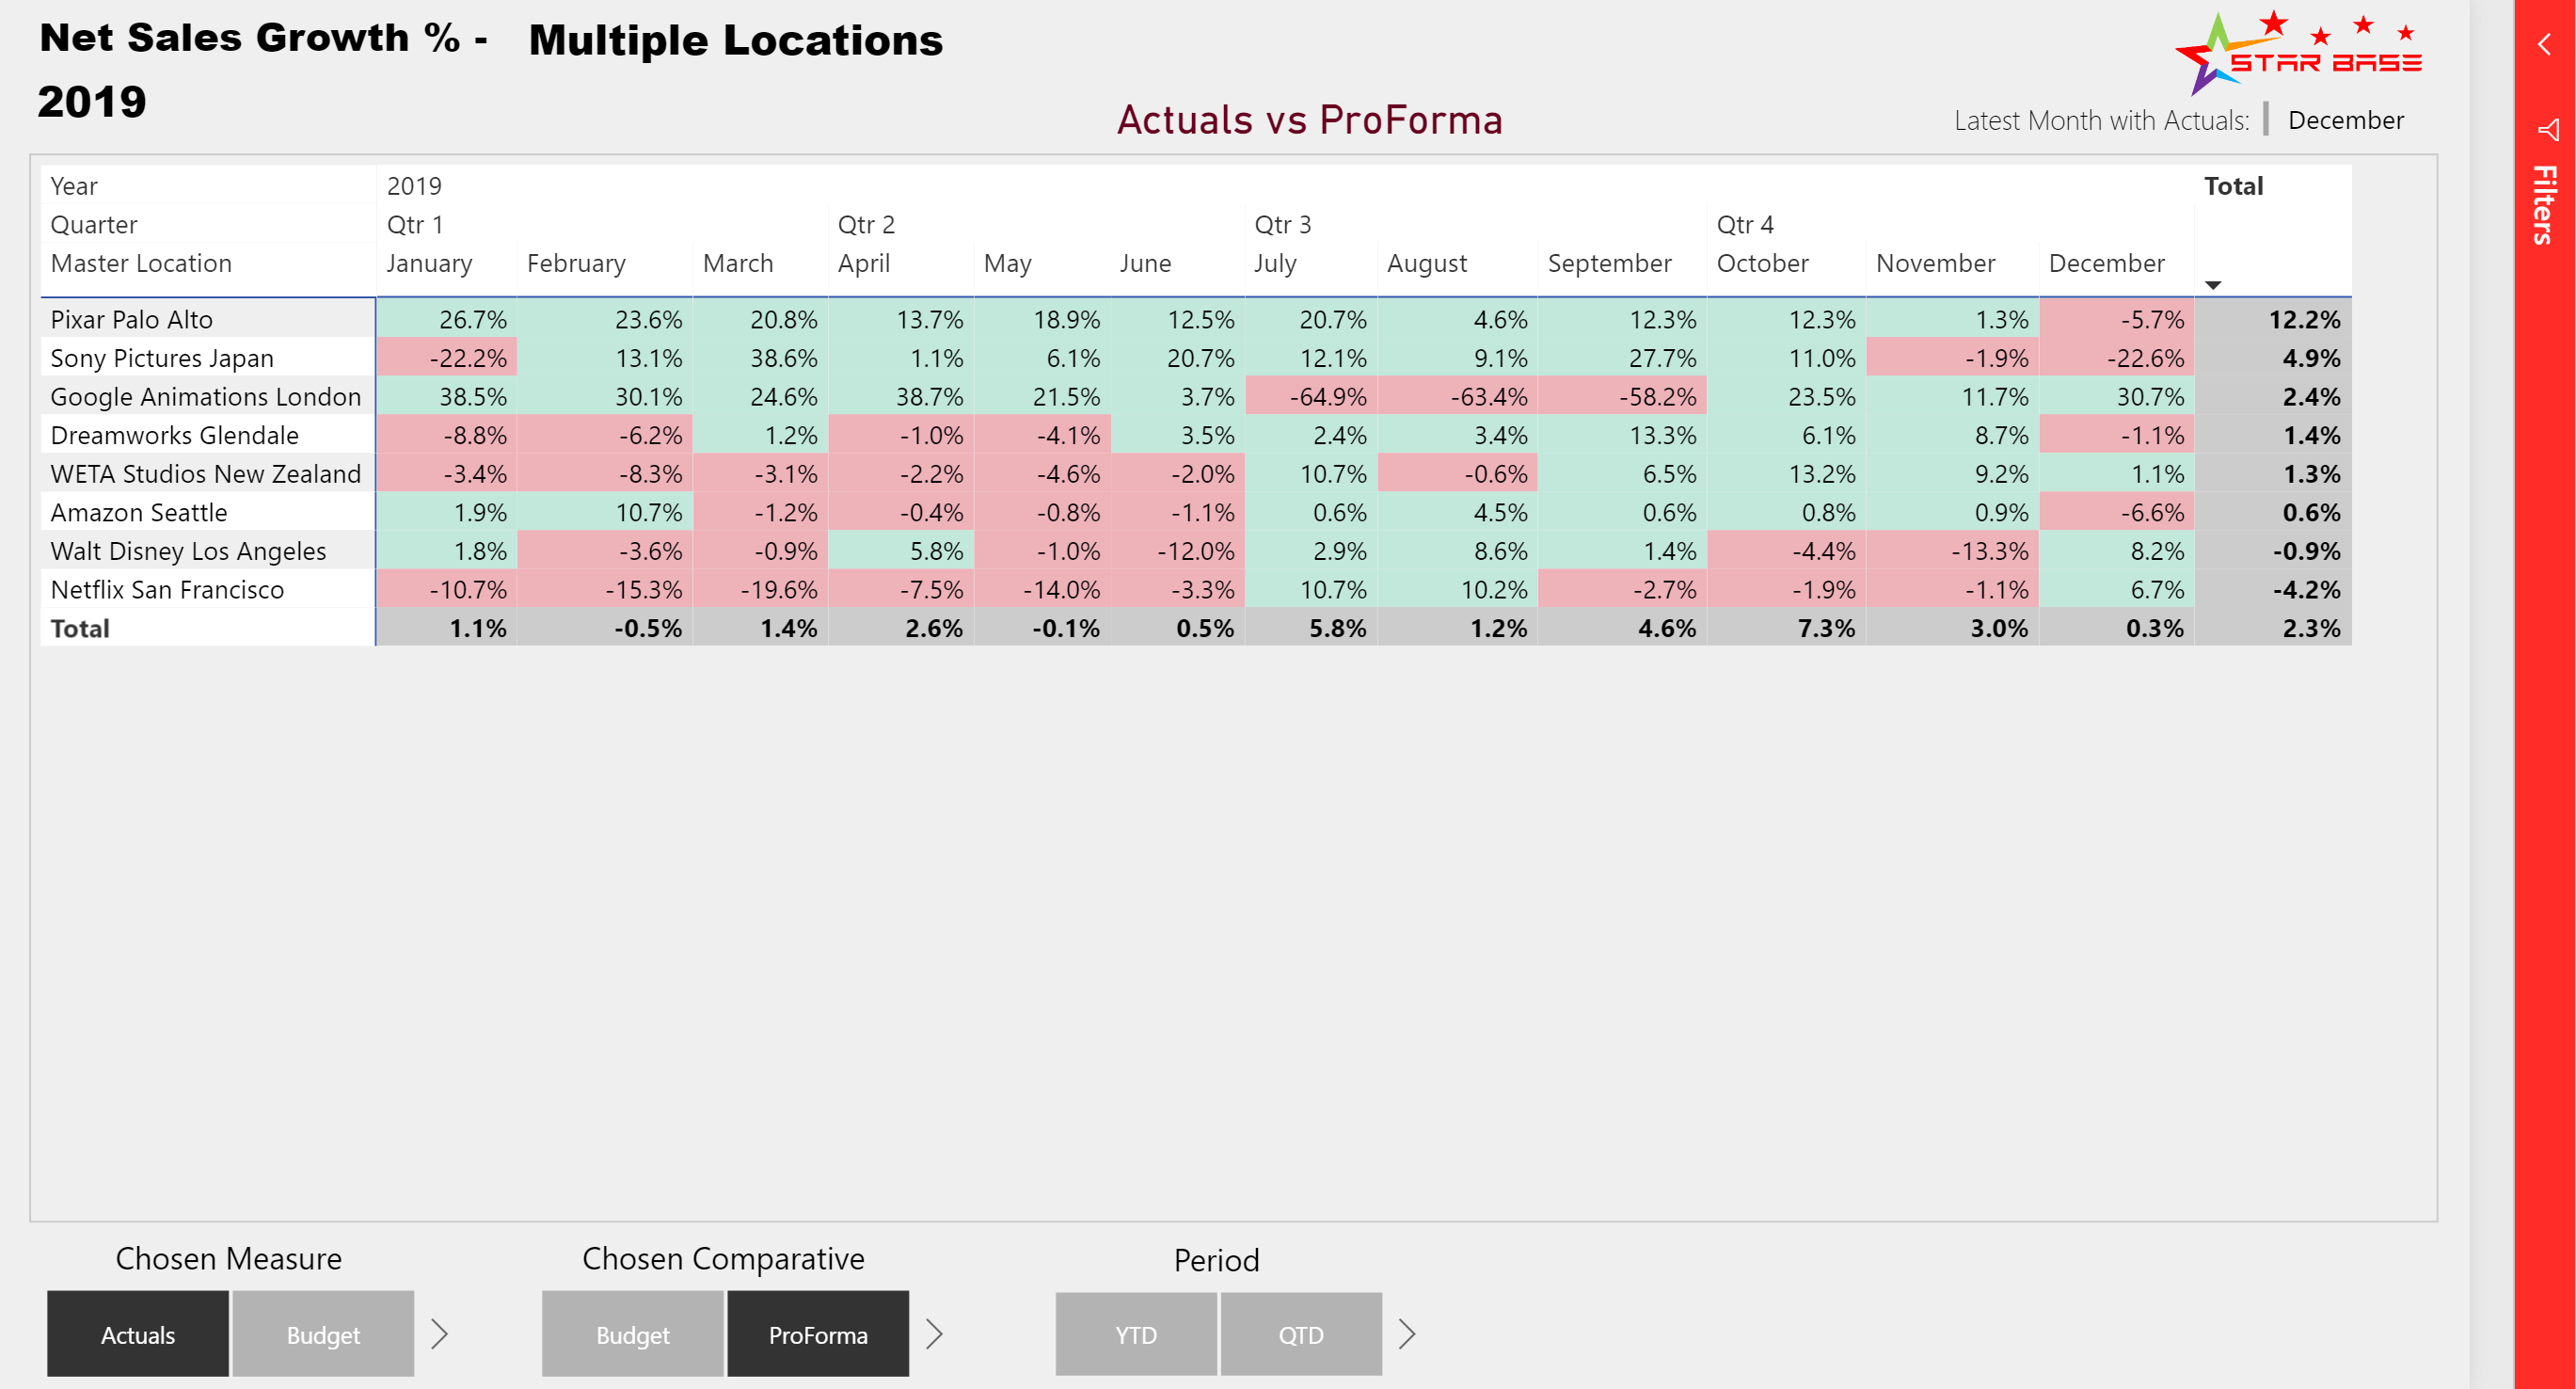 Net Sales Growth % - Multiple Locations
2019
STAR BASE
Actuals vs ProForma
Latest Month with Actuals: December
Year 2019 Total
Quarter Qtr 1 Qtr 2 Qtr 3 Qtr 4
Master Location January February March April May June July August September October November December
Pixar Palo Alto 26.7% 23.6% 20.8% 13.7% 18.9% 12.5% 20.7% 4.6% 12.3% 12.3% 1.3% -5.7% 12.2%
Sony Pictures Japan -22.2% 13.1% 38.6% 1.1% 6.1% 20.7% 12.1% 9.1% 27.7% 11.0% -1.9% -22.6% 4.9%
Google Animations London 38.5% 30.1% 24.6% 38.7% 21.5% 3.7% -64.9% -63.4% -58.2% 23.5% 11.7% 30.7% 2.4%
Dreamworks Glendale -8.8% -6.2% 1.2% -1.0% -4.1% 3.5% 2.4% 3.4% 13.3% 6.1% 8.7% -1.1% 1.4%
WETA Studios New Zealand -3.4% -8.3% -3.1% -2.2% -4.6% -2.0% 10.7% -0.6% 6.5% 13.2% 9.2% 1.1% 1.3%
Amazon Seattle 1.9% 10.7% -1.2% -0.4% -0.8% -1.1% 0.6% 4.5% 0.6% 0.8% 0.9% -6.6% 0.6%
Walt Disney Los Angeles 1.8% -3.6% -0.9% 5.8% -1.0% -12.0% 2.9% 8.6% 1.4% -4.4% -13.3% 8.2% -0.9%
Netflix San Francisco -10.7% -15.3% -19.6% -7.5% -14.0% -3.3% 10.7% 10.2% -2.7% -1.9% -1.1% 6.7% -4.2%
Total 1.1% -0.5% 1.4% 2.6% -0.1% 0.5% 5.8% 1.2% 4.6% 7.3% 3.0% 0.3% 2.3%
Chosen Measure Chosen Comparative Period
Actuals Budget Budget ProForma YTD QTD
Filters